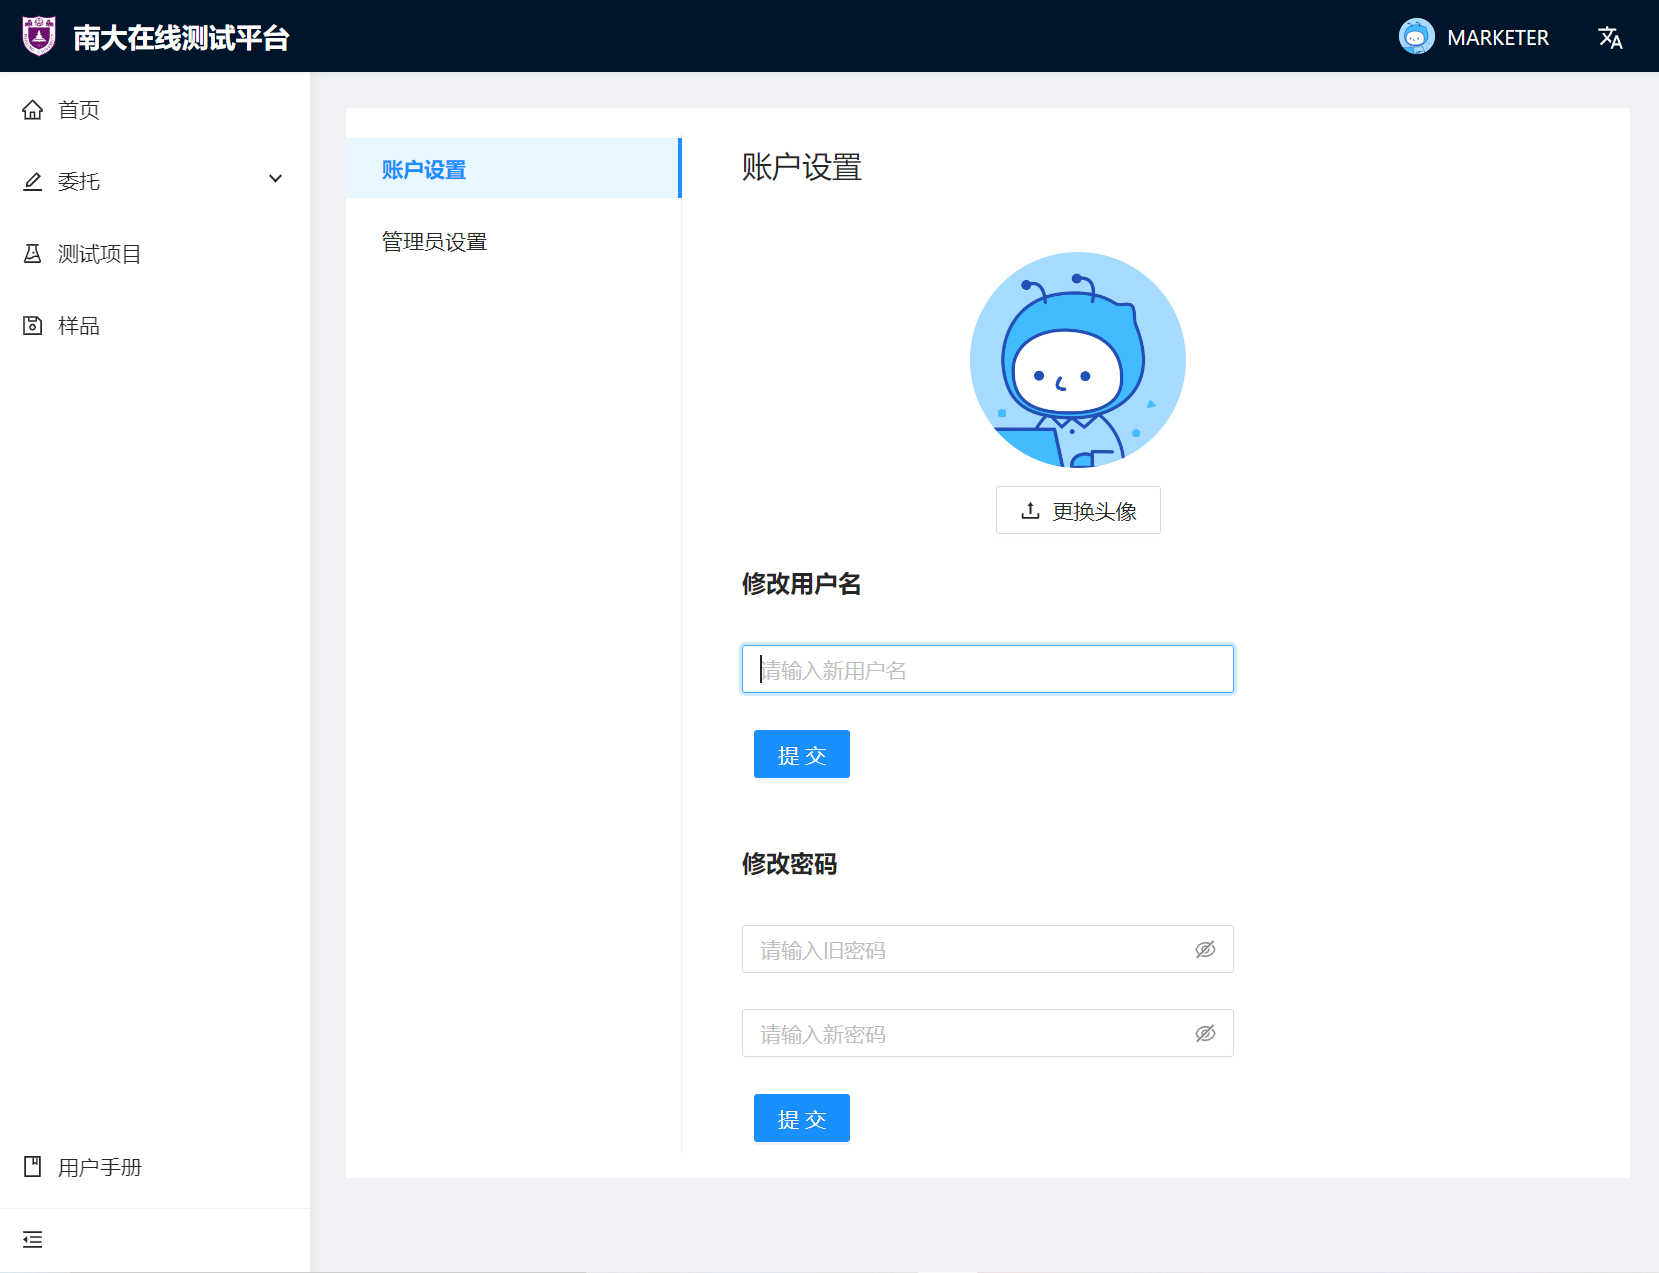 南大在线测试平台
MARKETER
首页
委托
测试项目
样品
用户手册
账户设置
管理员设置
账户设置
更换头像
修改用户名
请输入新用户名
提 交
修改密码
请输入旧密码
请输入新密码
提 交